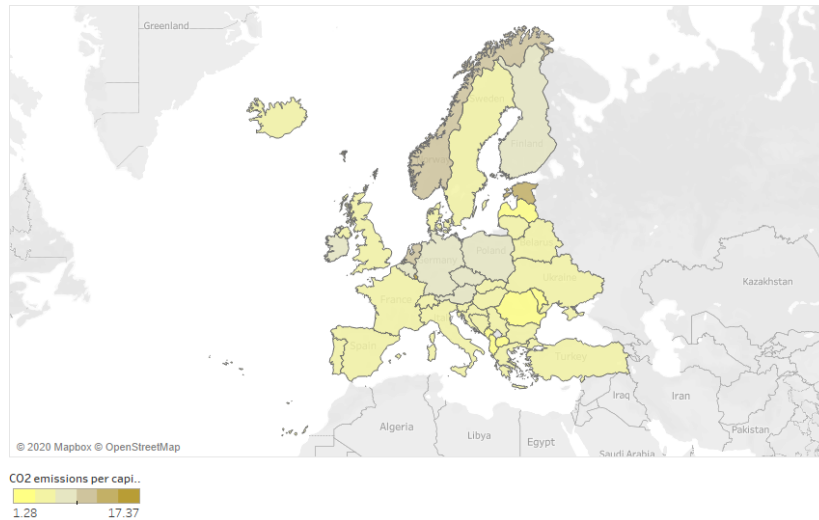 Greenland
Sweden
Finland
Norway
Belarus
Poland
Germany
Ukraine
Kazakhstan
France
Italy
Spain
Turkey
Iraq
Iran
Algeria
Libya
Egypt
Pakistan
Saudi Arabia
© 2020 Mapbox © OpenStreetMap
CO2 emissions per capi..
1.28 17.37